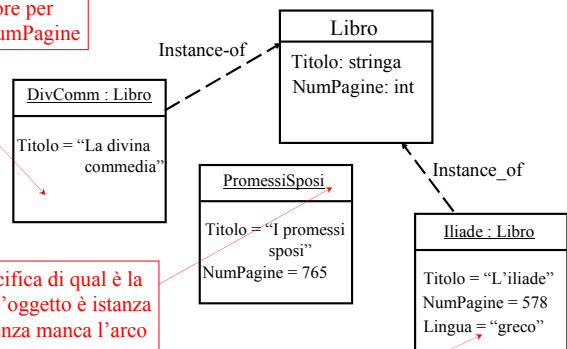 ore per
umPagine
Instance-of
Libro
Titolo: stringa
NumPagine: int
DivComm : Libro
Titolo = “La divina
commedia”
PromessiSposi
Titolo = “I promessi
sposi”
NumPagine = 765
Instance_of
Iliade : Libro
Titolo = “L’iliade”
NumPagine = 578
Lingua = “greco”
cifica di qual è la
’oggetto è istanza
enza manca l’arco